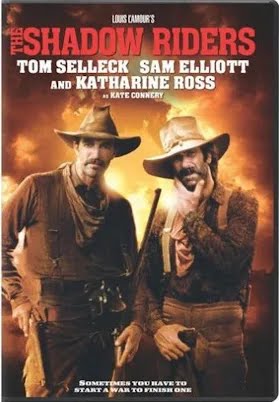 LOUIS L'AMOUR'S
THE SHADOW RIDERS
TOM SELLECK SAM ELLIOTT
AND KATHARINE ROSS
AS KATE CONNERY
SOMETIMES YOU HAVE TO
START A WAR TO FINISH ONE